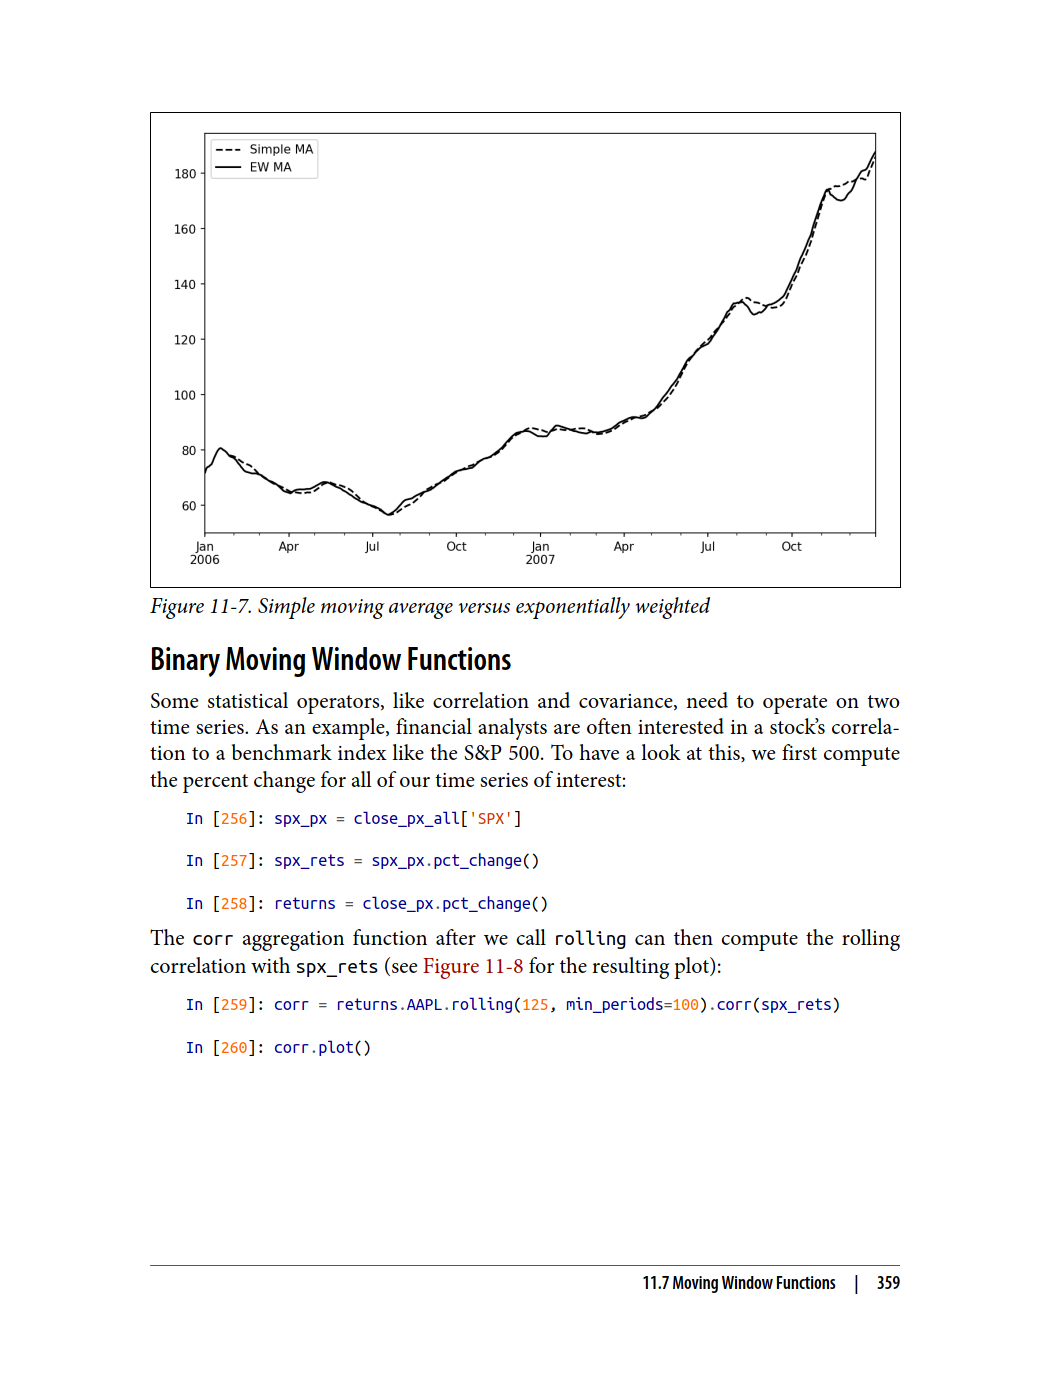 Simple MA
EW MA
180
160
140
120
100
80
60
Jan
2006
Apr
Jul
Oct
Jan
2007
Apr
Jul
Oct
Figure 11-7. Simple moving average versus exponentially weighted
Binary Moving Window Functions
Some statistical operators, like correlation and covariance, need to operate on two
time series. As an example, financial analysts are often interested in a stock’s correla-
tion to a benchmark index like the S&P 500. To have a look at this, we first compute
the percent change for all of our time series of interest:
In [256]: spx_px = close_px_all['SPX']
In [257]: spx_rets = spx_px.pct_change()
In [258]: returns = close_px.pct_change()
The corr aggregation function after we call rolling can then compute the rolling
correlation with spx_rets (see Figure 11-8 for the resulting plot):
In [259]: corr = returns.AAPL.rolling(125, min_periods=100).corr(spx_rets)
In [260]: corr.plot()
11.7 Moving Window Functions | 359